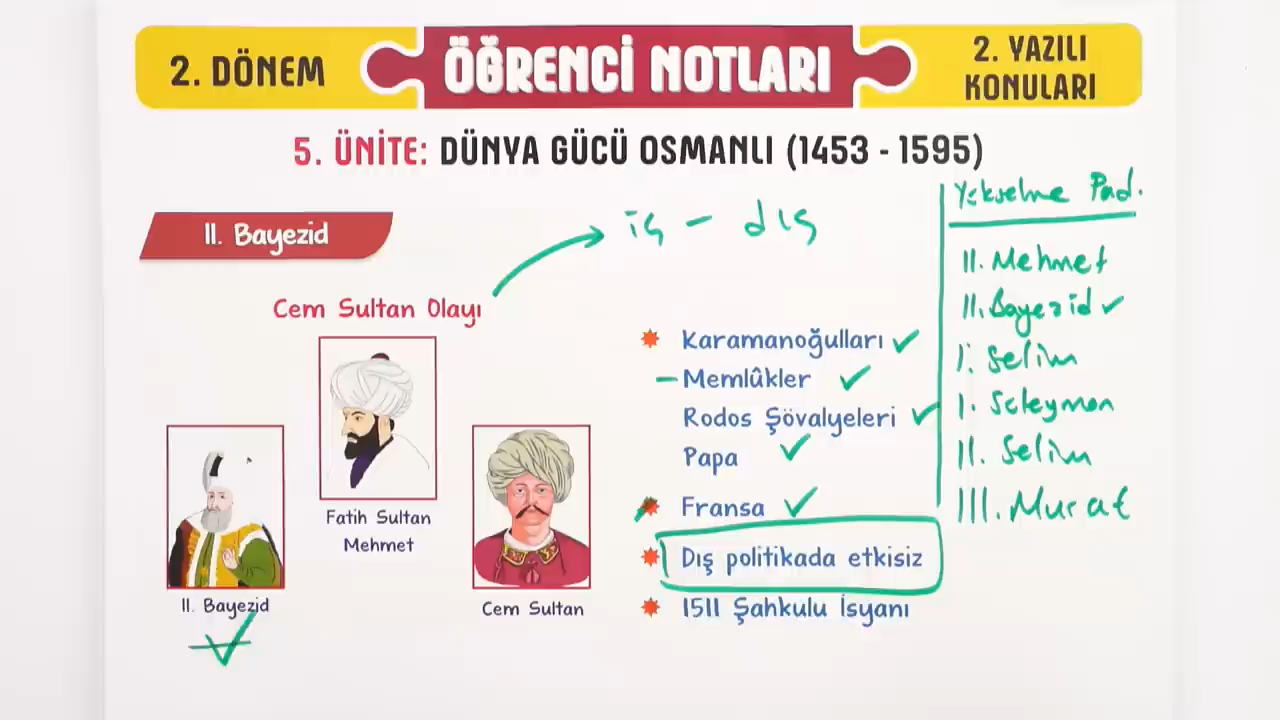 2. DÖNEM
ÖĞRENCİ NOTLARI
2. YAZILI
KONULARI
5. ÜNİTE: DÜNYA GÜCÜ OSMANLI (1453 - 1595)
II. Bayezid
iç - dış
Cem Sultan Olayı
Fatih Sultan
Mehmet
II. Bayezid
Cem Sultan
Karamanoğulları
Memlûkler
Rodos Şövalyeleri
Papa
Fransa
Dış politikada etkisiz
1511 Şahkulu İsyanı
Yükselme Pad.
II. Mehmet
II. Bayezid
I. Selim
I. Süleyman
II. Selim
III. Murat